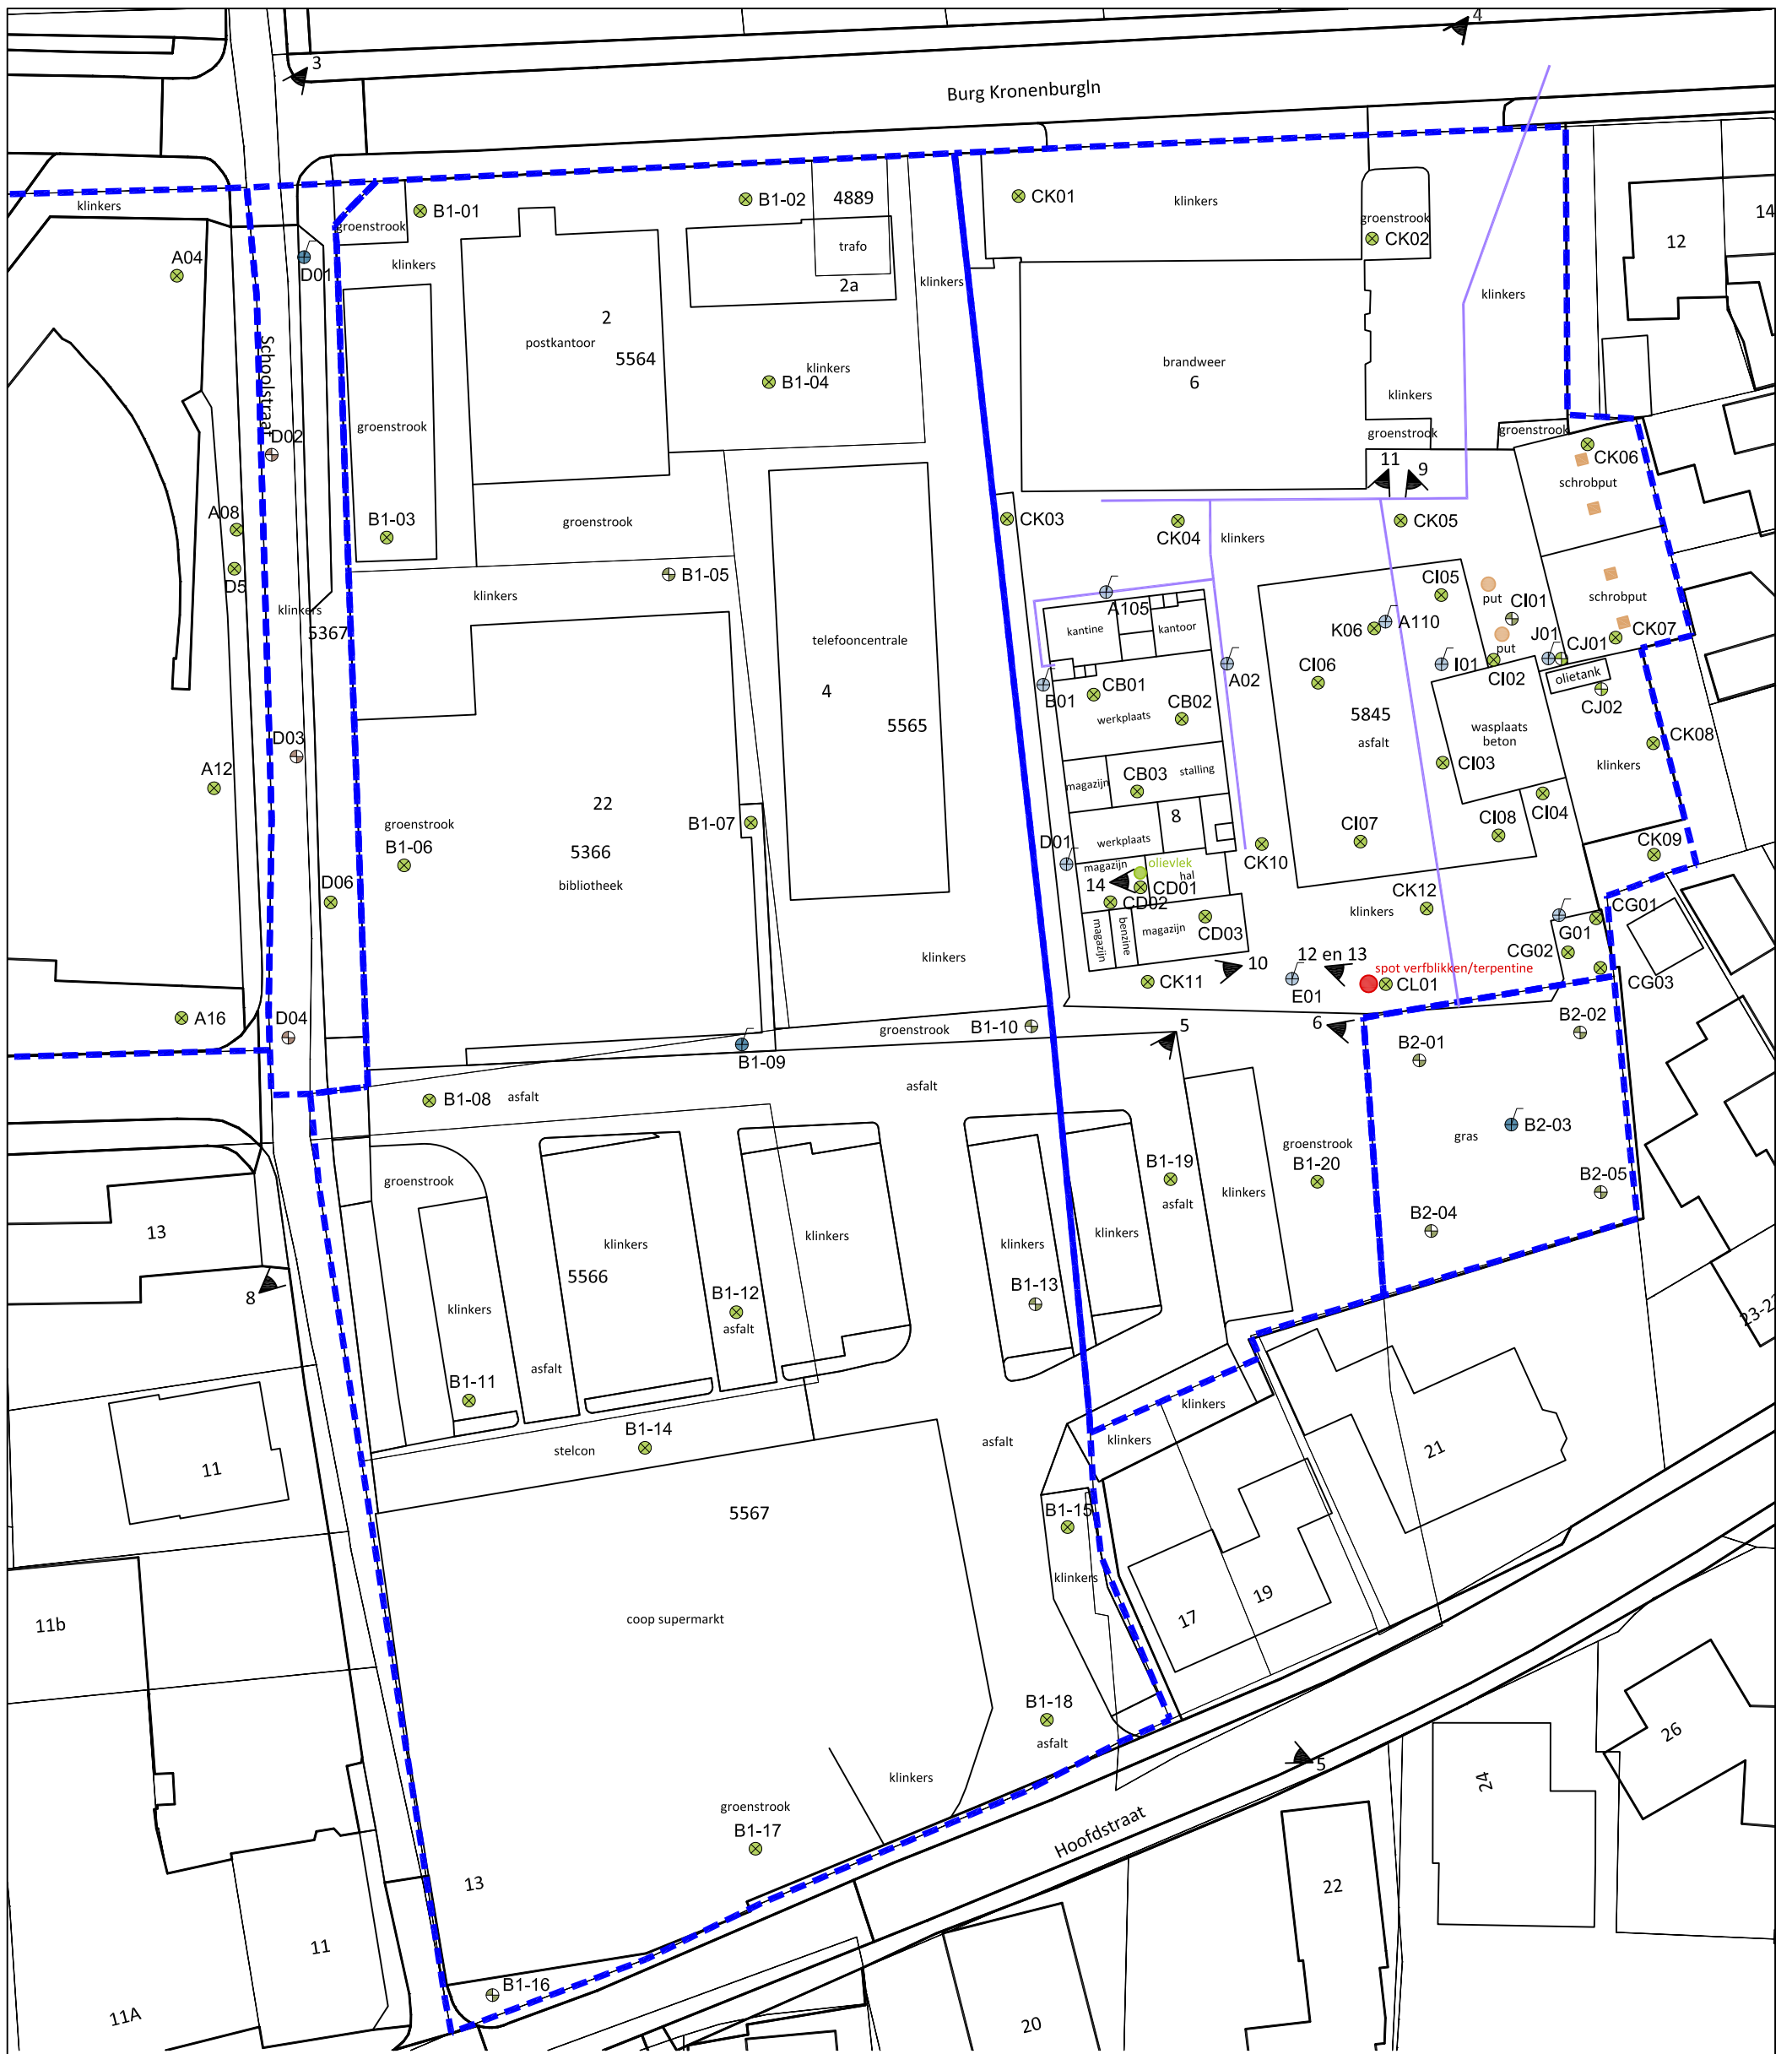 4
3
Burg Kronenburgln
klinkers
groenstrook
B1-01
B1-02
4889
CK01
klinkers
groenstrook
CK02
12
14
A04
D01
klinkers
trafo
2a
klinkers
klinkers
Schoolstraat
2
postkantoor
5564
klinkers
B1-04
brandweer
6
klinkers
groenstrook
D02
groenstrook
groenstrook
CK06
schrobput
11
9
A08
B1-03
groenstrook
CK03
CK04
klinkers
CK05
D5
B1-05
klinkers
klinkers
5367
A105
kantine
kantoor
CI05
put
CI01
schrobput
telefooncentrale
K06
A110
put
J01
CJ01
CK07
4
5565
B01
CB01
CB02
werkplaats
A02
CI06
I01
CI02
olietank
CJ02
5845
asfalt
wasplaats
beton
CK08
klinkers
D03
A12
CB03
stalling
magazijn
CI03
22
groenstrook
B1-06
B1-07
5366
bibliotheek
8
werkplaats
CI07
CI08
CI04
D01
magazijn
olievlek
hal
CK10
CK09
D06
14
CD01
CD02
CD03
magazijn
benzine
magazijn
CK12
klinkers
G01
CG01
CG02
CG03
klinkers
10
12 en 13
spot verfblikken/terpentine
CK11
E01
CL01
A16
D04
groenstrook
B1-10
5
6
B2-02
B1-09
B2-01
B1-08
asfalt
asfalt
B2-03
gras
groenstrook
B1-20
B1-19
asfalt
klinkers
B2-05
B2-04
groenstrook
13
klinkers
klinkers
klinkers
klinkers
5566
B1-13
8
klinkers
B1-12
asfalt
23-2
asfalt
B1-11
klinkers
B1-14
stelcon
asfalt
klinkers
21
11
5567
B1-15
klinkers
19
17
11b
coop supermarkt
B1-18
asfalt
26
klinkers
5
24
groenstrook
B1-17
Hoofdstraat
13
22
11
B1-16
11A
20